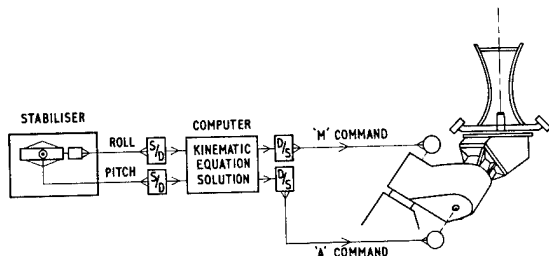 STABILISER
ROLL
PITCH
S/D
S/D
COMPUTER
KINEMATIC
EQUATION
SOLUTION
D/S
D/S
'M' COMMAND
'A' COMMAND